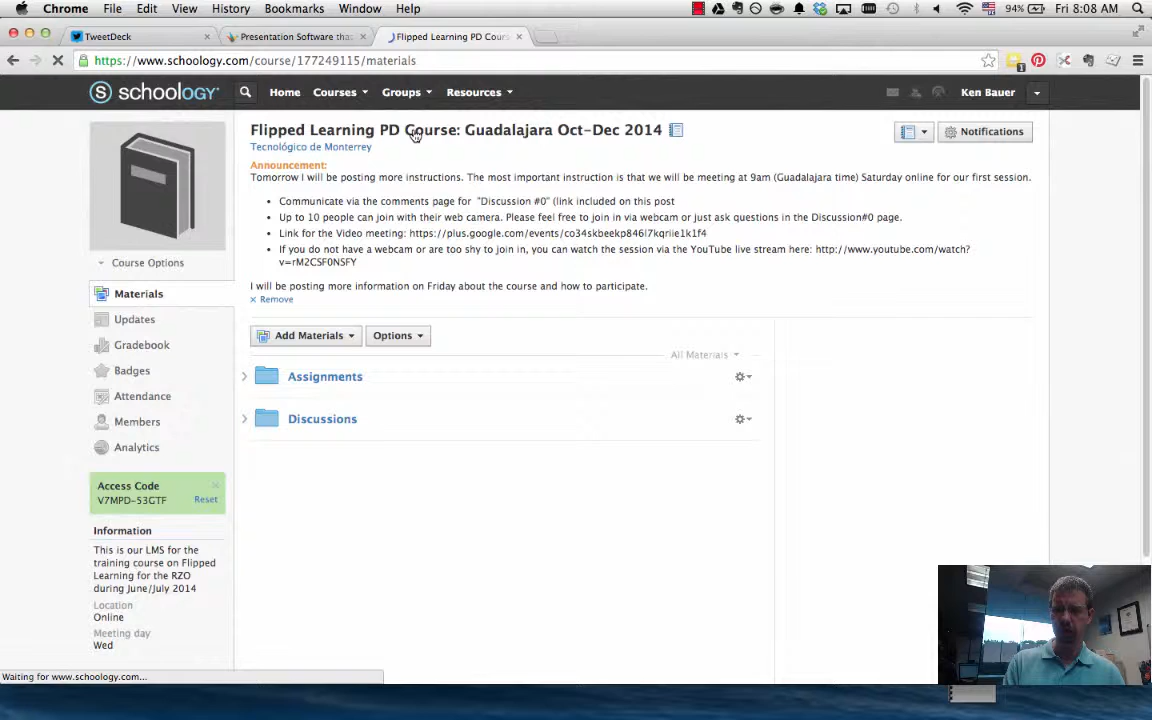 Chrome File Edit View History Bookmarks Window Help 94% Fri 8:08 AM
TweetDeck × Presentation Software tha × Flipped Learning PD Cour ×
https://www.schoology.com/course/177249115/materials
S schoology Home Courses Groups Resources Ken Bauer
Flipped Learning PD Course: Guadalajara Oct-Dec 2014
Notifications
Tecnológico de Monterrey
Announcement:
Tomorrow I will be posting more instructions. The most important instruction is that we will be meeting at 9am (Guadalajara time) Saturday online for our first session.
• Communicate via the comments page for "Discussion #0" (link included on this post
• Up to 10 people can join with their web camera. Please feel free to join in via webcam or just ask questions in the Discussion#0 page.
• Link for the Video meeting: https://plus.google.com/events/co34skbeekp846l7kqriie1k1f4
• If you do not have a webcam or are too shy to join in, you can watch the session via the YouTube live stream here: http://www.youtube.com/watch?
v=rM2CSF0NSFY
I will be posting more information on Friday about the course and how to participate.
× Remove
Course Options
Materials
Updates
Gradebook
Badges
Attendance
Members
Analytics
Add Materials Options
All Materials
Assignments
Discussions
Access Code
V7MPD-53GTF Reset
Information
This is our LMS for the
training course on Flipped
Learning for the RZO
during June/July 2014
Location
Online
Meeting day
Wed
Waiting for www.schoology.com...